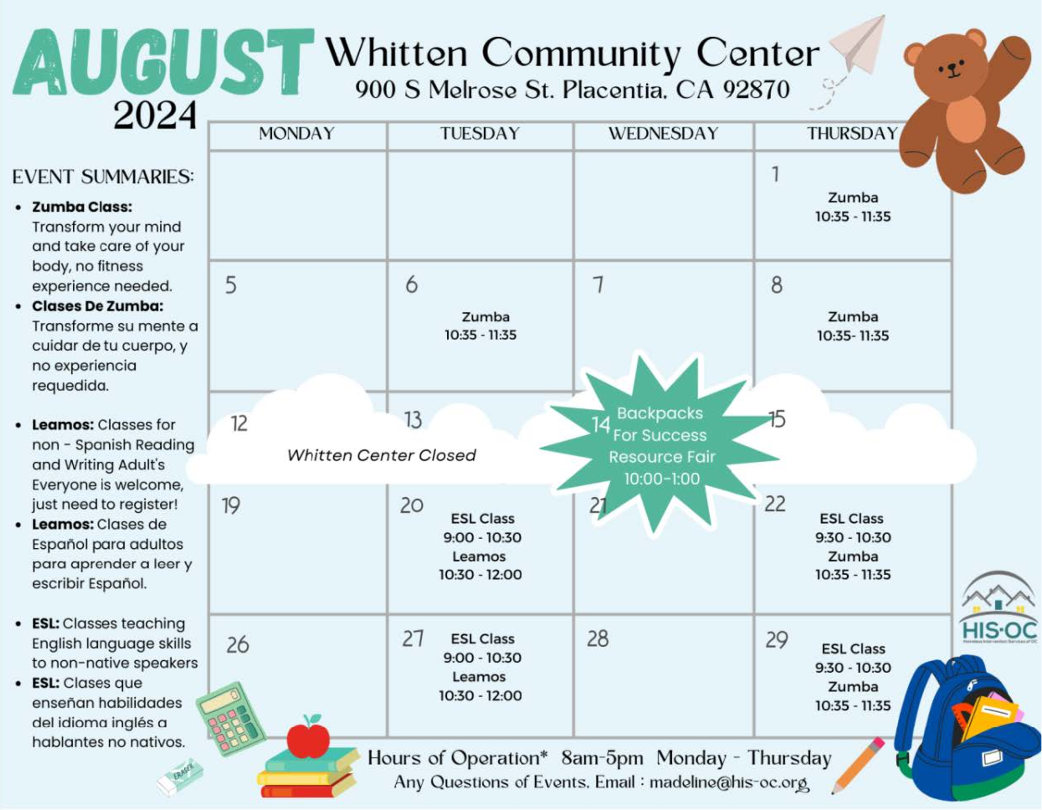 AUGUST
2024
Whitten Community Center
900 S Melrose St. Placentia, CA 92870
EVENT SUMMARIES:
• Zumba Class:
Transform your mind
and take care of your
body, no fitness
experience needed.
• Clases De Zumba:
Transforme su mente a
cuidar de tu cuerpo, y
no experiencia
requedida.
• Leamos: Classes for
non - Spanish Reading
and Writing Adult's
Everyone is welcome,
just need to register!
• Leamos: Clases de
Español para adultos
para aprender a leer y
escribir Español.
• ESL: Classes teaching
English language skills
to non-native speakers
• ESL: Clases que
enseñan habilidades
del idioma inglés a
hablantes no nativos.
MONDAY TUESDAY WEDNESDAY THURSDAY
1
Zumba
10:35 - 11:35
5
6
Zumba
10:35 - 11:35
7
8
Zumba
10:35- 11:35
12
13
Whitten Center Closed
14
Backpacks
For Success
Resource Fair
10:00-1:00
15
19
20
ESL Class
9:00 - 10:30
Leamos
10:30 - 12:00
21
22
ESL Class
9:30 - 10:30
Zumba
10:35 - 11:35
26
27
ESL Class
9:00 - 10:30
Leamos
10:30 - 12:00
28
29
ESL Class
9:30 - 10:30
Zumba
10:35 - 11:35
HIS·OC
Homeless Intervention Services of OC
ERASER
Hours of Operation* 8am-5pm Monday - Thursday
Any Questions of Events, Email : madeline@his-oc.org